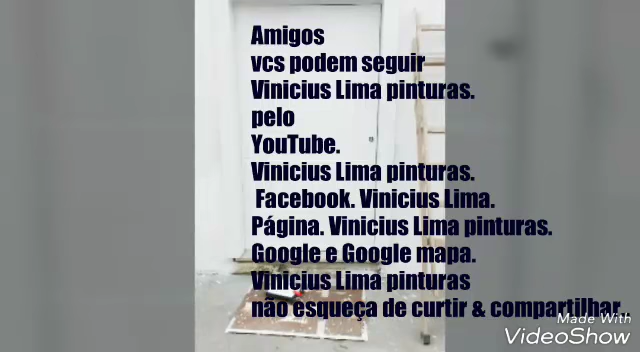 Amigos
vcs podem seguir
Vinicius Lima pinturas.
pelo
YouTube.
Vinicius Lima pinturas.
Facebook. Vinicius Lima.
Página. Vinicius Lima pinturas.
Google e Google mapa.
Vinicius Lima pinturas
não esqueça de curtir & compartilhar..
Made With
VideoShow